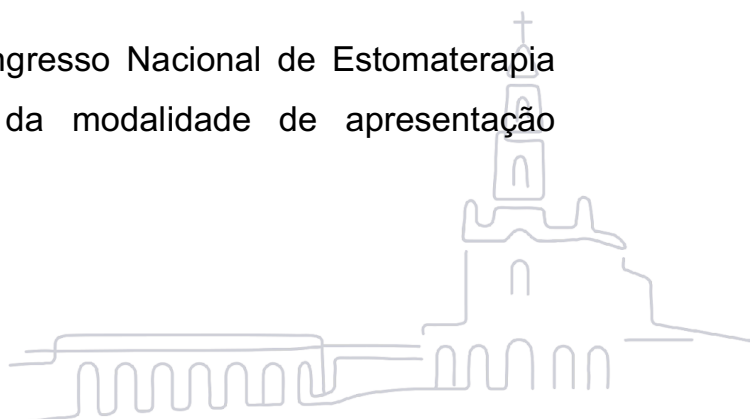 ngresso Nacional de Estomaterapia
da modalidade de apresentação